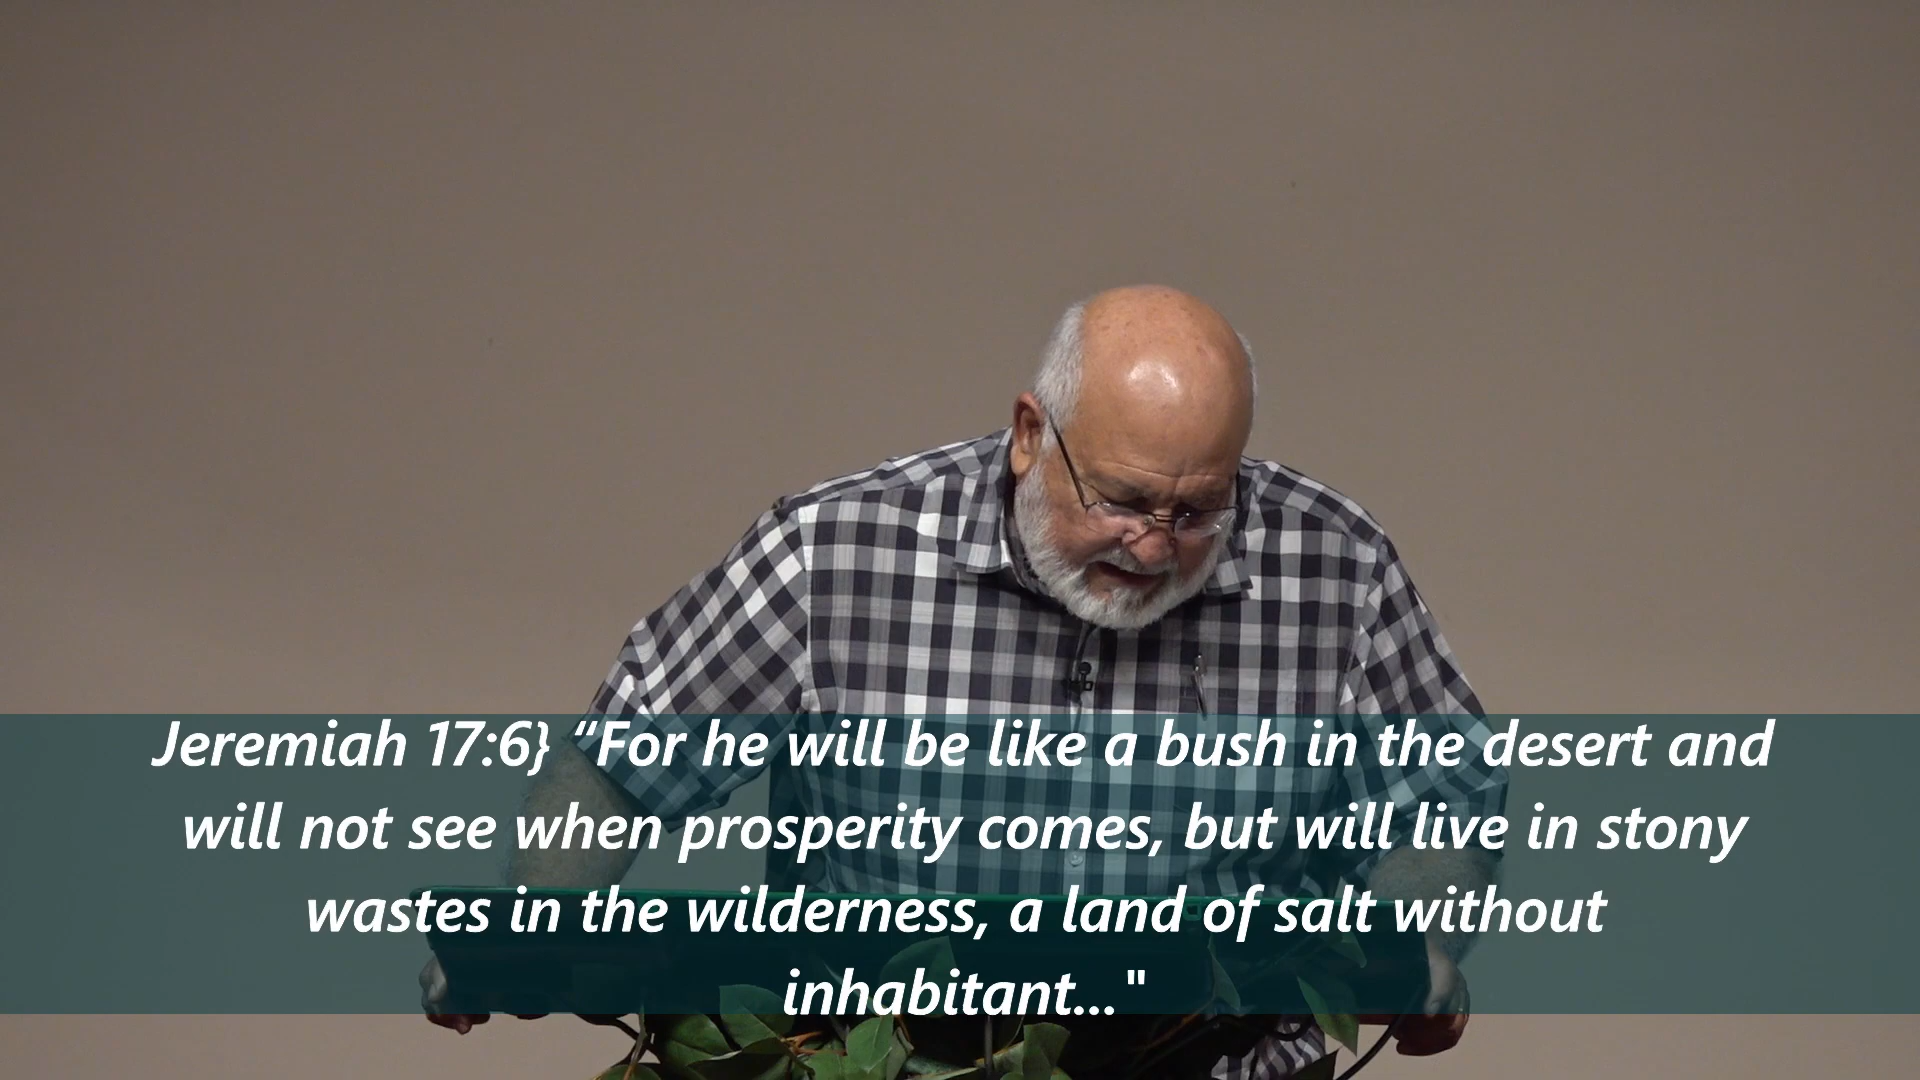 Jeremiah 17:6} “For he will be like a bush in the desert and
will not see when prosperity comes, but will live in stony
wastes in the wilderness, a land of salt without
inhabitant..."